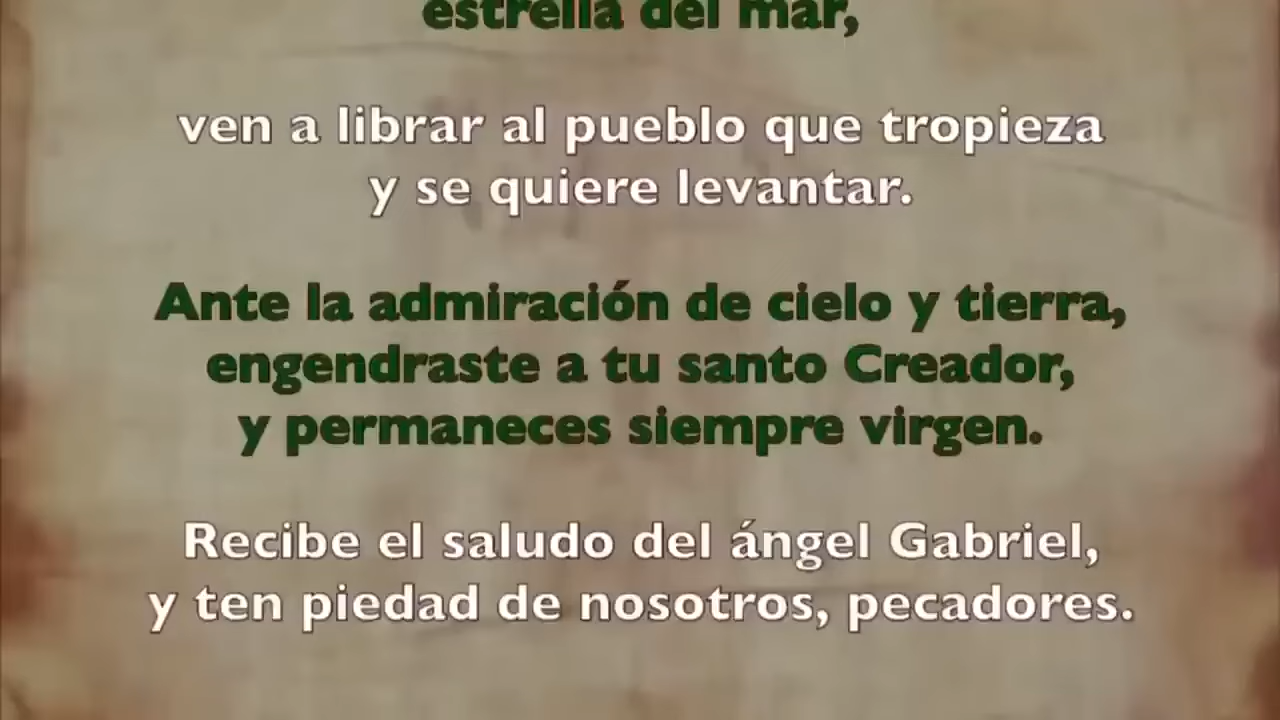 estrella del mar,
ven a librar al pueblo que tropieza
y se quiere levantar.
Ante la admiración de cielo y tierra,
engendraste a tu santo Creador,
y permaneces siempre virgen.
Recibe el saludo del ángel Gabriel,
y ten piedad de nosotros, pecadores.